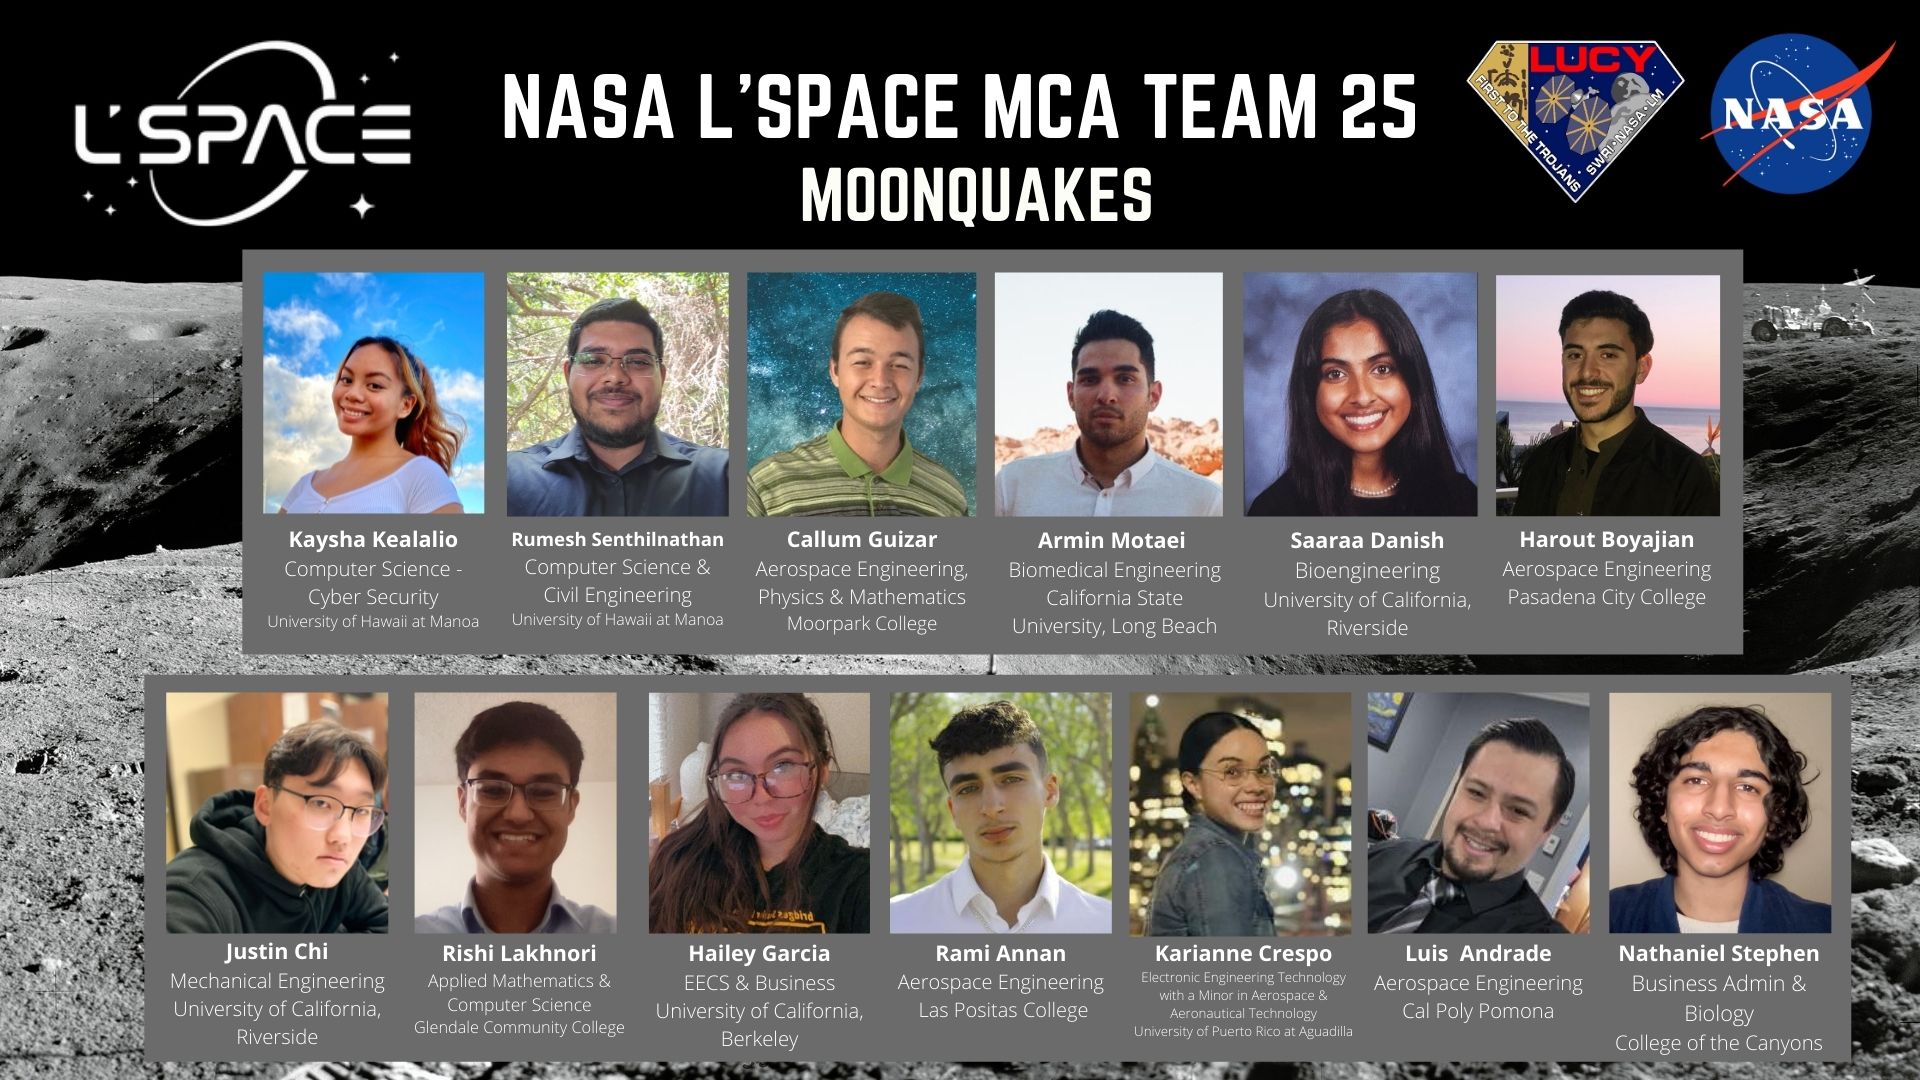 L'SPACE
NASA L'SPACE MCA TEAM 25
MOONQUAKES
LUCY
FIRST TO THE TROJANS
SWRI•NASA•LM
NASA
Kaysha Kealalio
Computer Science -
Cyber Security
University of Hawaii at Manoa
Rumesh Senthilnathan
Computer Science &
Civil Engineering
University of Hawaii at Manoa
Callum Guizar
Aerospace Engineering,
Physics & Mathematics
Moorpark College
Armin Motaei
Biomedical Engineering
California State
University, Long Beach
Saaraa Danish
Bioengineering
University of California,
Riverside
Harout Boyajian
Aerospace Engineering
Pasadena City College
Justin Chi
Mechanical Engineering
University of California,
Riverside
Rishi Lakhnori
Applied Mathematics &
Computer Science
Glendale Community College
Hailey Garcia
EECS & Business
University of California,
Berkeley
Rami Annan
Aerospace Engineering
Las Positas College
Karianne Crespo
Electronic Engineering Technology
with a Minor in Aerospace &
Aeronautical Technology
University of Puerto Rico at Aguadilla
Luis  Andrade
Aerospace Engineering
Cal Poly Pomona
Nathaniel Stephen
Business Admin &
Biology
College of the Canyons